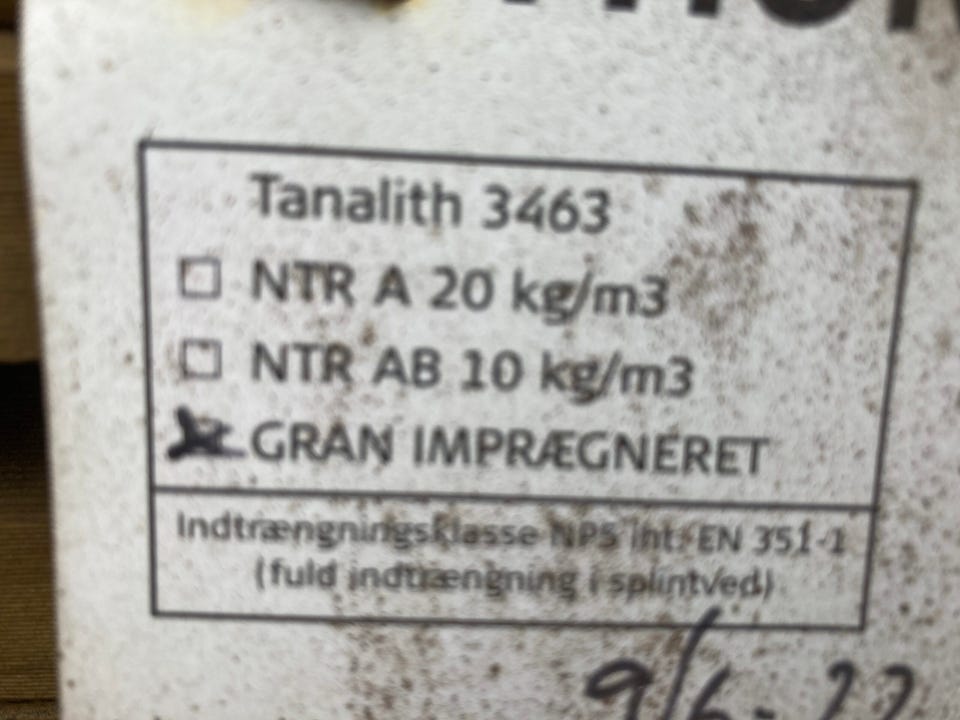 Tanalith 3463
NTR A 20 kg/m3
NTR AB 10 kg/m3
GRAN IMPRÆGNERET
Indtrængningsklasse NP5 iht. EN 351-1
(fuld indtrængning i splintved)
9/6-22